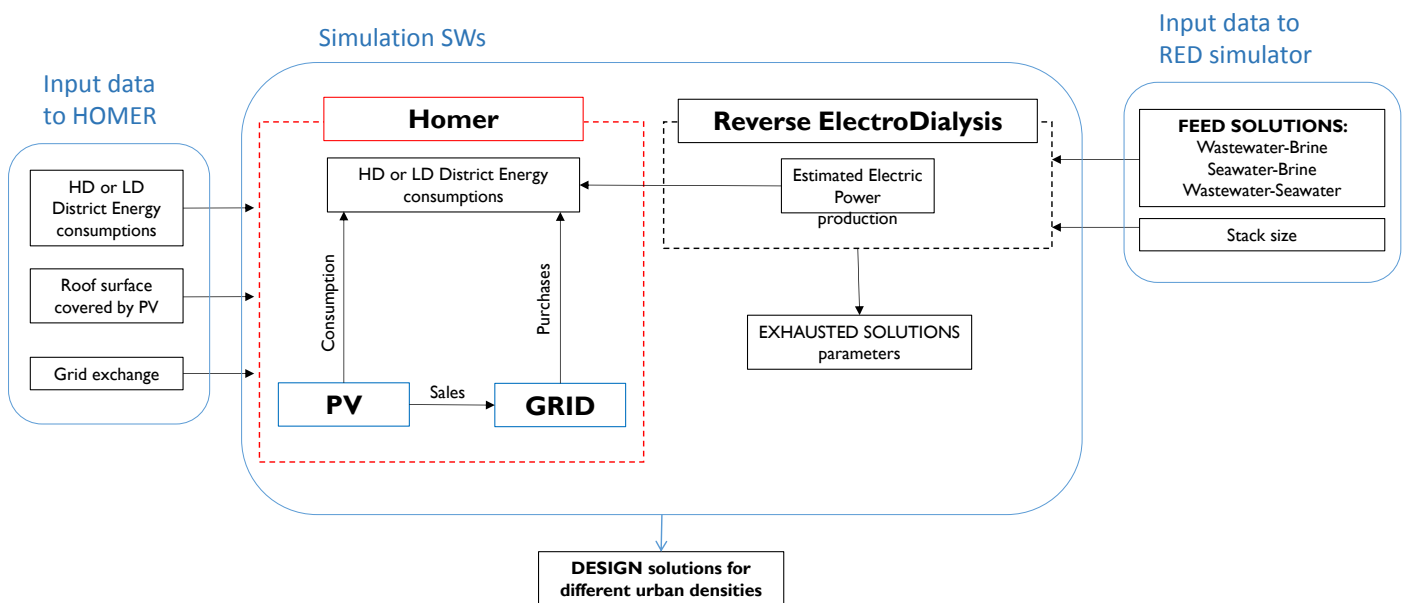 Simulation SWs
Input data to
RED simulator
Input data
to HOMER
Homer
Reverse ElectroDialysis
FEED SOLUTIONS:
Wastewater-Brine
Seawater-Brine
Wastewater-Seawater
HD or LD
District Energy
consumptions
HD or LD District Energy
consumptions
Estimated Electric
Power
production
Stack size
Roof surface
covered by PV
Consumption
Purchases
EXHAUSTED SOLUTIONS
parameters
Grid exchange
PV
Sales
GRID
DESIGN solutions for
different urban densities